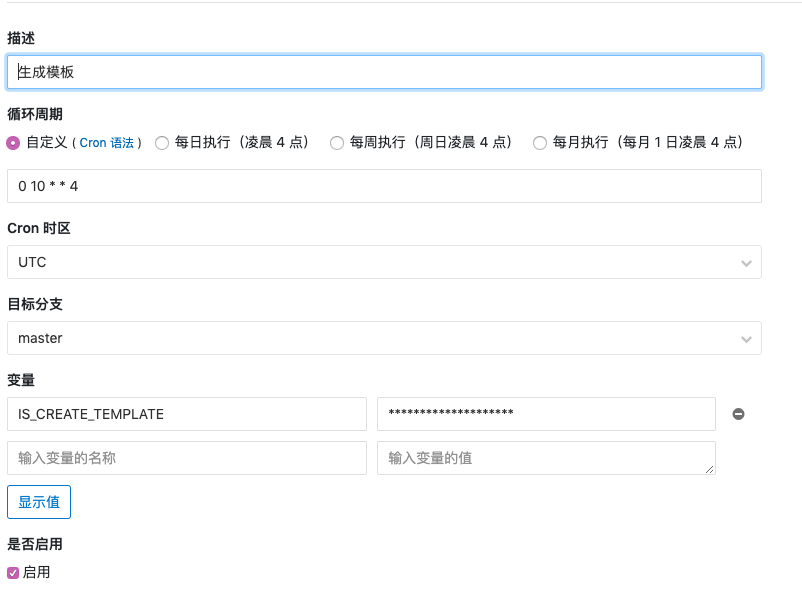 描述
生成模板
循环周期
自定义 ( Cron 语法 ) 每日执行（凌晨 4 点） 每周执行（周日凌晨 4 点） 每月执行（每月 1 日凌晨 4 点）
0 10 * * 4
Cron 时区
UTC
目标分支
master
变量
IS_CREATE_TEMPLATE ********************
输入变量的名称 输入变量的值
显示值
是否启用
启用